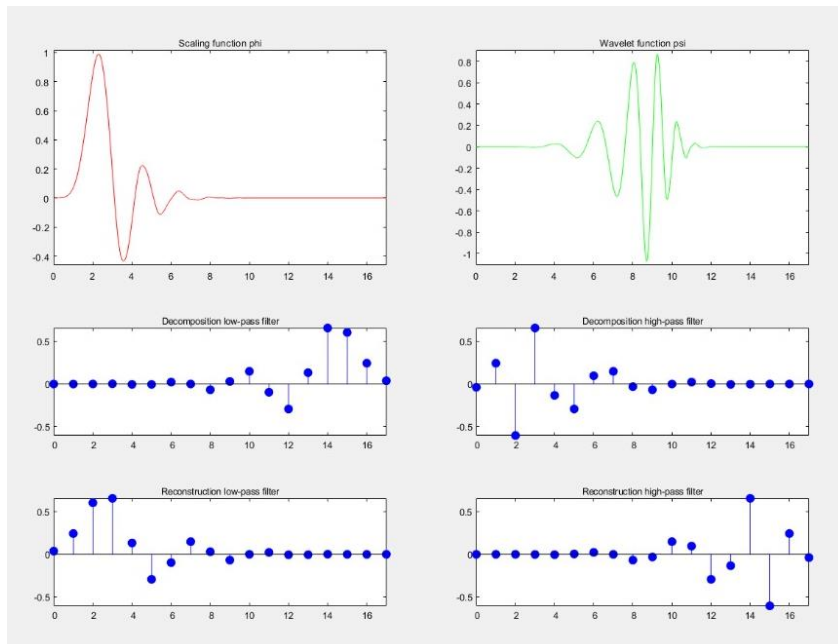 Scaling function phi
1
0.8
0.6
0.4
0.2
0
-0.2
-0.4
0 2 4 6 8 10 12 14 16
Wavelet function psi
0.8
0.6
0.4
0.2
0
-0.2
-0.4
-0.6
-0.8
-1
0 2 4 6 8 10 12 14 16
Decomposition low-pass filter
0.5
0
-0.5
0 2 4 6 8 10 12 14 16
Decomposition high-pass filter
0.5
0
-0.5
0 2 4 6 8 10 12 14 16
Reconstruction low-pass filter
0.5
0
-0.5
0 2 4 6 8 10 12 14 16
Reconstruction high-pass filter
0.5
0
-0.5
0 2 4 6 8 10 12 14 16